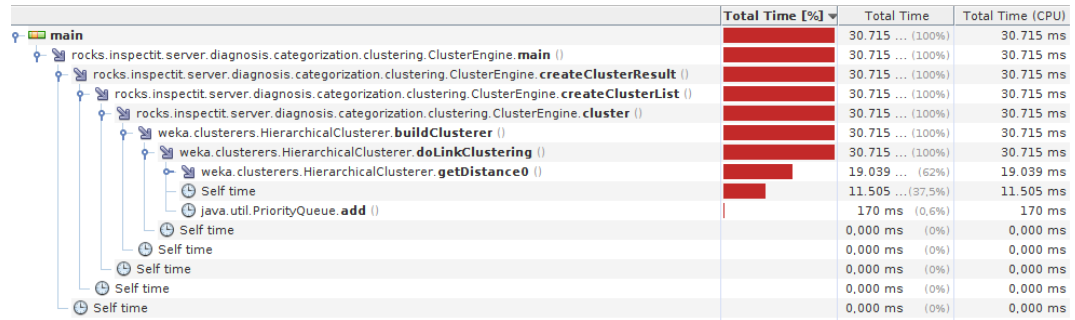 Total Time [%] Total Time Total Time (CPU)
main 30.715 ... (100%) 30.715 ms
rocks.inspectit.server.diagnosis.categorization.clustering.ClusterEngine.main () 30.715 ... (100%) 30.715 ms
rocks.inspectit.server.diagnosis.categorization.clustering.ClusterEngine.createClusterResult () 30.715 ... (100%) 30.715 ms
rocks.inspectit.server.diagnosis.categorization.clustering.ClusterEngine.createClusterList () 30.715 ... (100%) 30.715 ms
rocks.inspectit.server.diagnosis.categorization.clustering.ClusterEngine.cluster () 30.715 ... (100%) 30.715 ms
weka.clusterers.HierarchicalClusterer.buildClusterer () 30.715 ... (100%) 30.715 ms
weka.clusterers.HierarchicalClusterer.doLinkClustering () 30.715 ... (100%) 30.715 ms
weka.clusterers.HierarchicalClusterer.getDistance0 () 19.039 ... (62%) 19.039 ms
Self time 11.505 ...(37,5%) 11.505 ms
java.util.PriorityQueue.add () 170 ms (0,6%) 170 ms
Self time 0,000 ms (0%) 0,000 ms
Self time 0,000 ms (0%) 0,000 ms
Self time 0,000 ms (0%) 0,000 ms
Self time 0,000 ms (0%) 0,000 ms
Self time 0,000 ms (0%) 0,000 ms